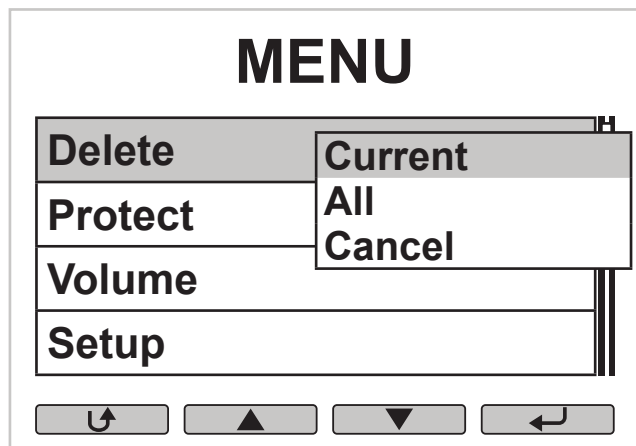 MENU
Delete
Current
Protect
All
Cancel
Volume
Setup